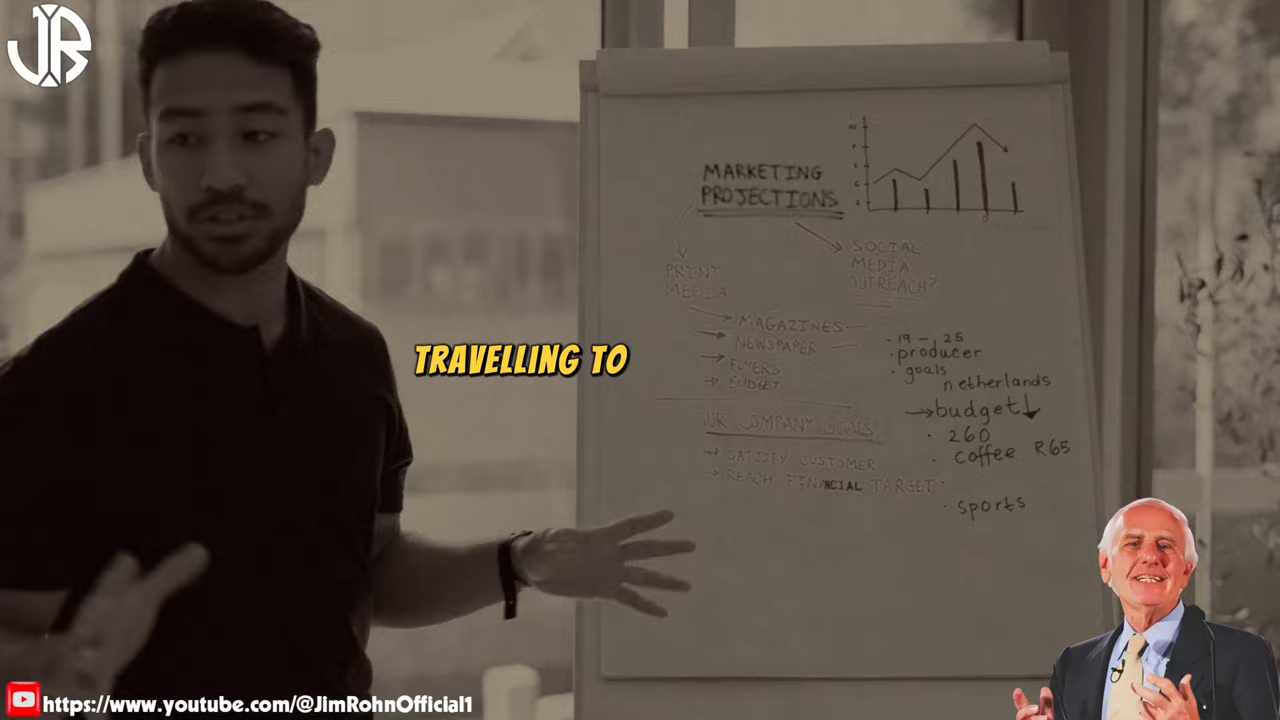 JR
MARKETING
PROJECTIONS
PRINT
MEDIA
SOCIAL
MEDIA
OUTREACH?
MAGAZINES
NEWSPAPER
FLYERS
BUDGET
19 - 25
producer
goals
netherlands
budget
260
coffee R65
sports
TRAVELLING TO
OUR COMPANY GOALS
SATISFY CUSTOMER
REACH FINANCIAL TARGET
https://www.youtube.com/@JimRohnOfficial1